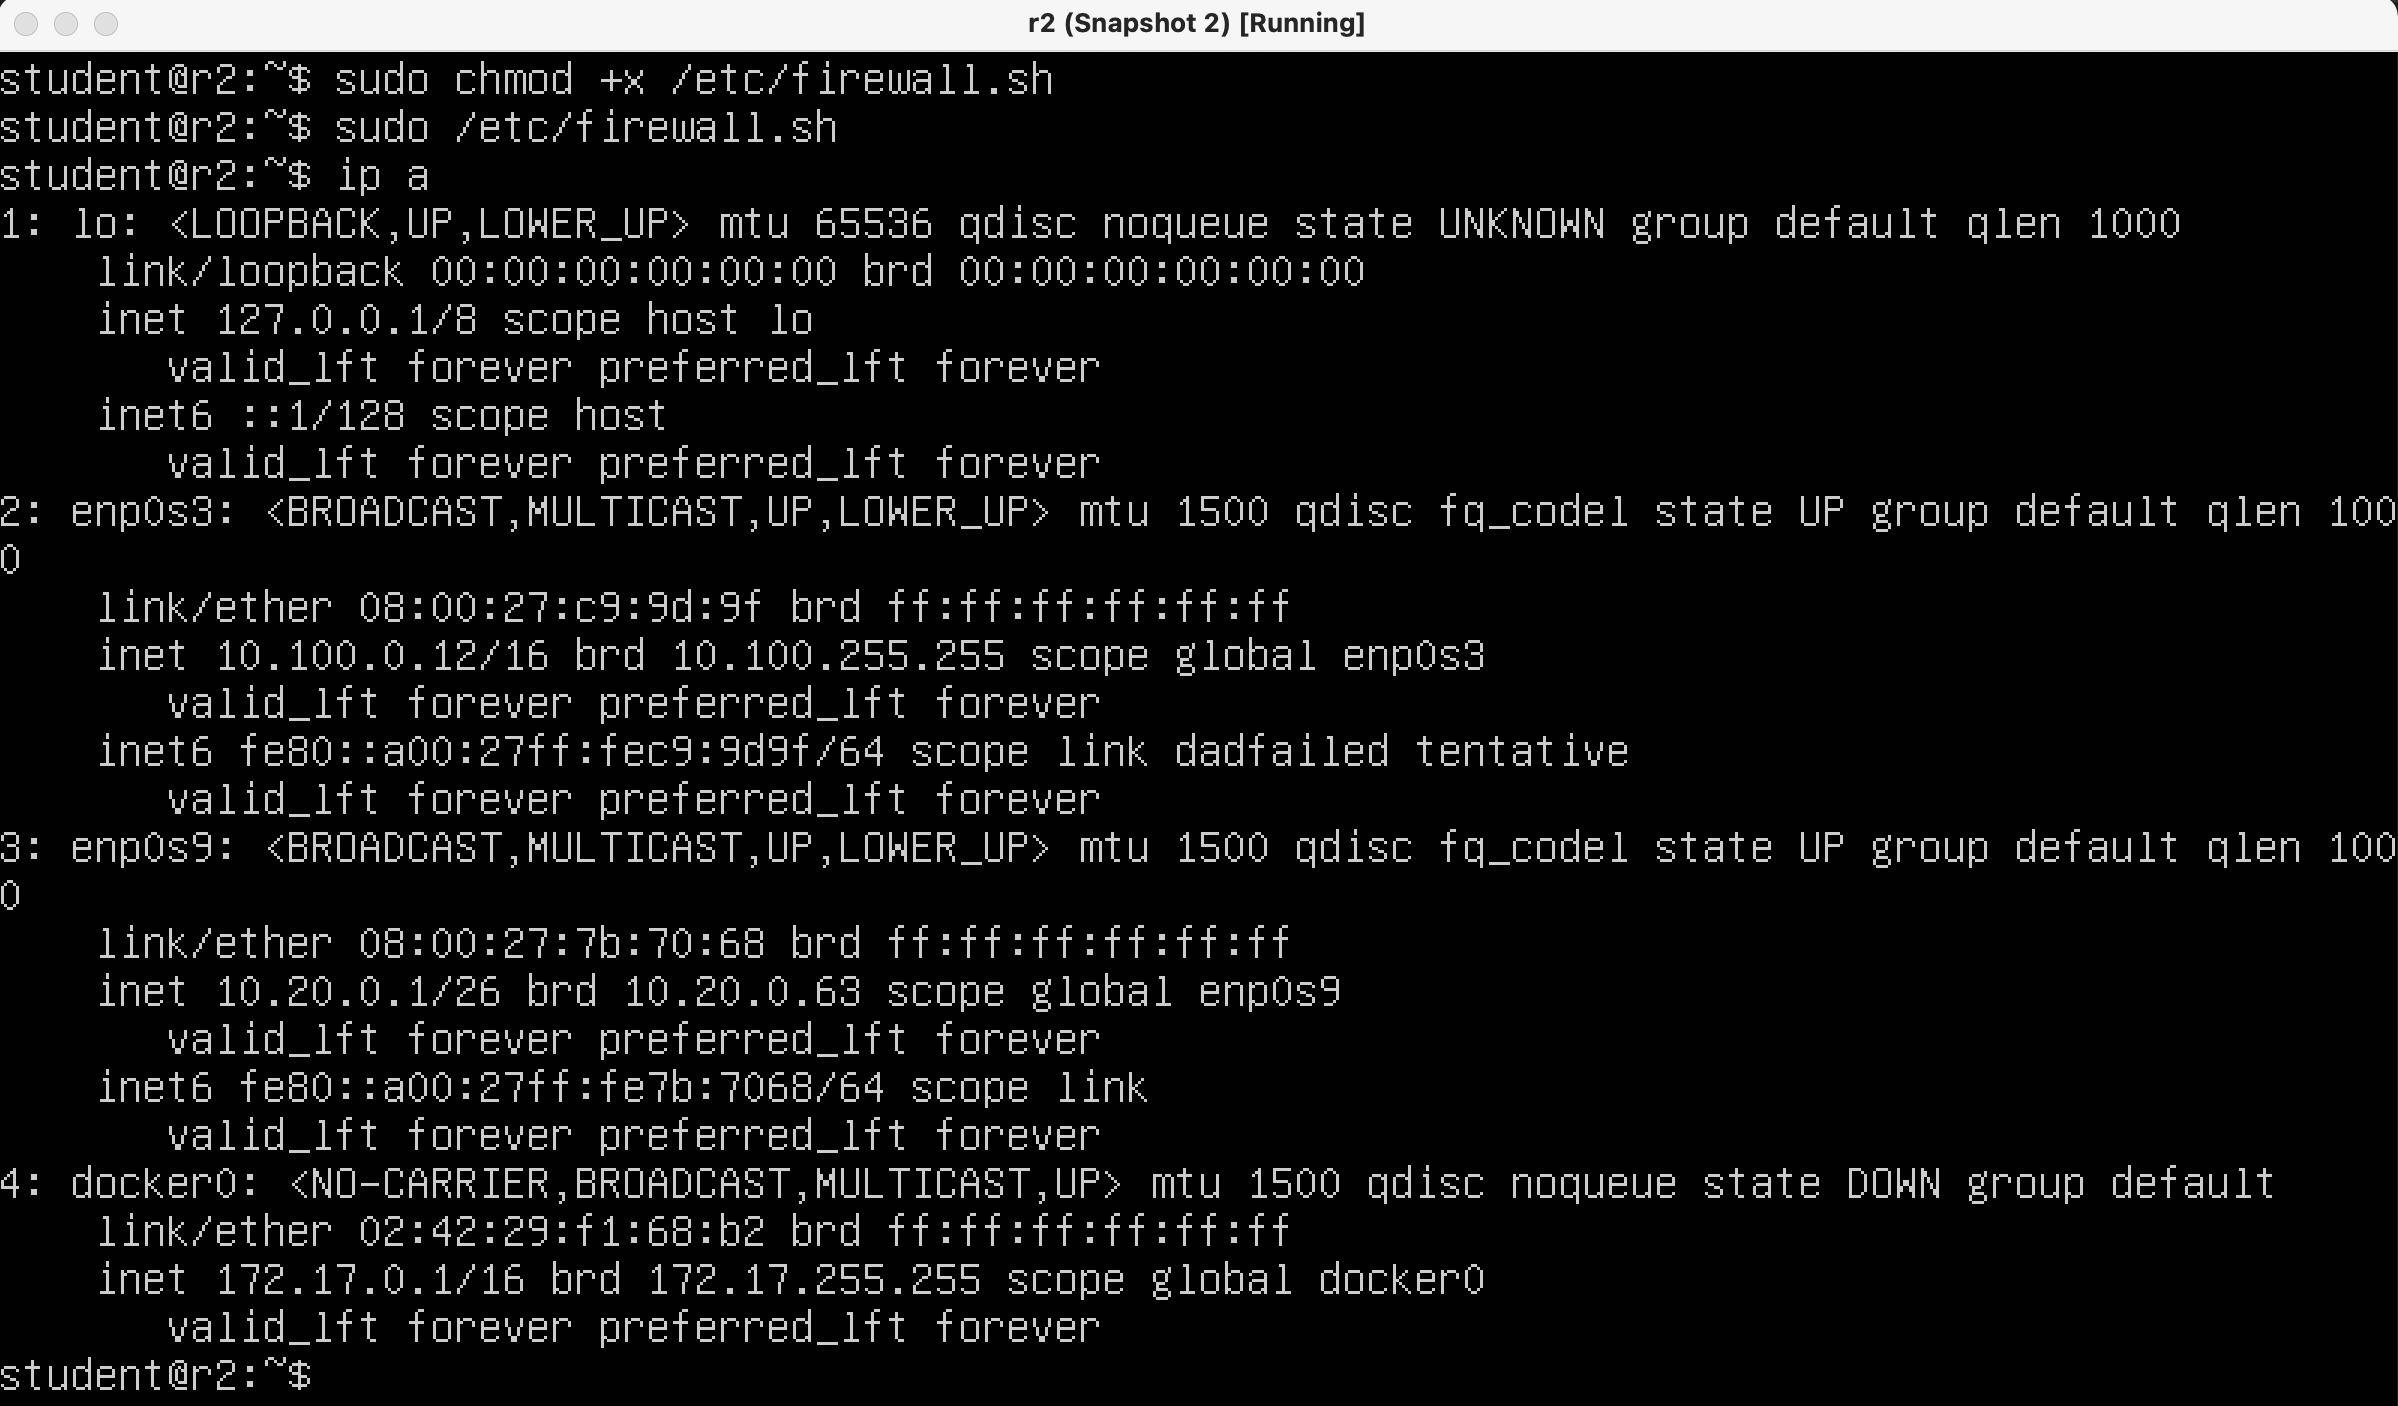 r2 (Snapshot 2) [Running]
student@r2:~$ sudo chmod +x /etc/firewall.sh
student@r2:~$ sudo /etc/firewall.sh
student@r2:~$ ip a
1: lo: <LOOPBACK,UP,LOWER_UP> mtu 65536 qdisc noqueue state UNKNOWN group default qlen 1000
    link/loopback 00:00:00:00:00:00 brd 00:00:00:00:00:00
    inet 127.0.0.1/8 scope host lo
       valid_lft forever preferred_lft forever
    inet6 ::1/128 scope host
       valid_lft forever preferred_lft forever
2: enp0s3: <BROADCAST,MULTICAST,UP,LOWER_UP> mtu 1500 qdisc fq_codel state UP group default qlen 100
0
    link/ether 08:00:27:c9:9d:9f brd ff:ff:ff:ff:ff:ff
    inet 10.100.0.12/16 brd 10.100.255.255 scope global enp0s3
       valid_lft forever preferred_lft forever
    inet6 fe80::a00:27ff:fec9:9d9f/64 scope link dadfailed tentative
       valid_lft forever preferred_lft forever
3: enp0s9: <BROADCAST,MULTICAST,UP,LOWER_UP> mtu 1500 qdisc fq_codel state UP group default qlen 100
0
    link/ether 08:00:27:7b:70:68 brd ff:ff:ff:ff:ff:ff
    inet 10.20.0.1/26 brd 10.20.0.63 scope global enp0s9
       valid_lft forever preferred_lft forever
    inet6 fe80::a00:27ff:fe7b:7068/64 scope link
       valid_lft forever preferred_lft forever
4: docker0: <NO-CARRIER,BROADCAST,MULTICAST,UP> mtu 1500 qdisc noqueue state DOWN group default
    link/ether 02:42:29:f1:68:b2 brd ff:ff:ff:ff:ff:ff
    inet 172.17.0.1/16 brd 172.17.255.255 scope global docker0
       valid_lft forever preferred_lft forever
student@r2:~$